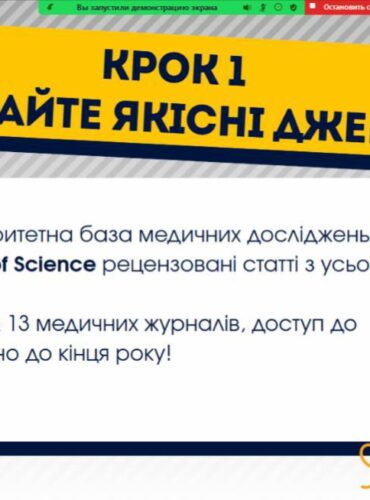 Вы запустили демонстрацию экрана
Остановить
КРОК 1
АЙТЕ ЯКІСНІ ДЖЕ
ритетна база медичних досліджень
of Science рецензовані статті з усьо
13 медичних журналів, доступ до
но до кінця року!